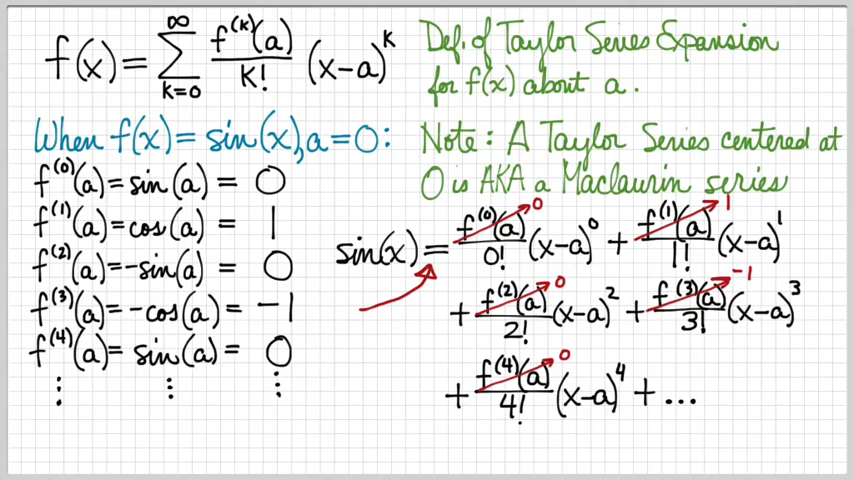 f(x) = ∞ Σ k=0 f^(k)(a)/k! (x-a)^k
Def. of Taylor Series Expansion
for f(x) about a.
When f(x) = sin(x), a = 0:
Note: A Taylor Series centered at
0 is AKA a Maclaurin series
f^(0)(a) = sin(a) = 0
f^(1)(a) = cos(a) = 1
f^(2)(a) = -sin(a) = 0
f^(3)(a) = -cos(a) = -1
f^(4)(a) = sin(a) = 0
⋮ ⋮ ⋮
sin(x) = f^(0)(a)/0! (x-a)^0 + f^(1)(a)/1! (x-a)^1
0 1
+ f^(2)(a)/2! (x-a)^2 + f^(3)(a)/3! (x-a)^3
0 -1
+ f^(4)(a)/4! (x-a)^4 + ...
0